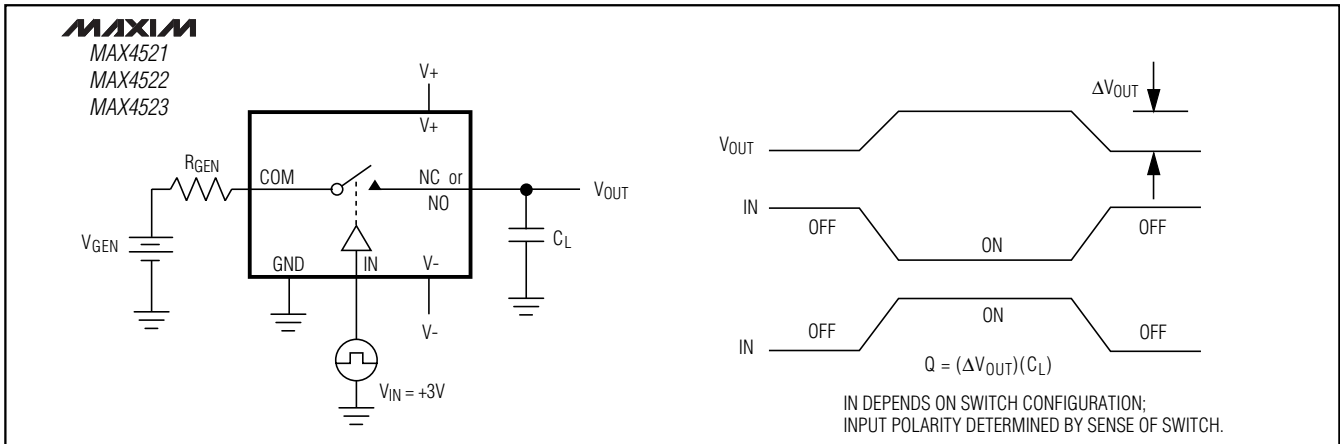 MAXIM
MAX4521
MAX4522
MAX4523
V+
V+
RGEN
COM
NC or
NO
VOUT
VGEN
CL
GND
IN
V-
V-
VIN = +3V
ΔVOUT
VOUT
IN
OFF
ON
OFF
IN
OFF
ON
OFF
Q = (ΔVOUT)(CL)
IN DEPENDS ON SWITCH CONFIGURATION;
INPUT POLARITY DETERMINED BY SENSE OF SWITCH.